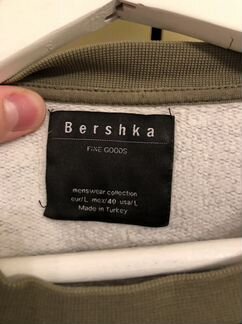 Bershka
FINE GOODS
menswear collection
eur/L mex/40 usa/L
Made in Turkey